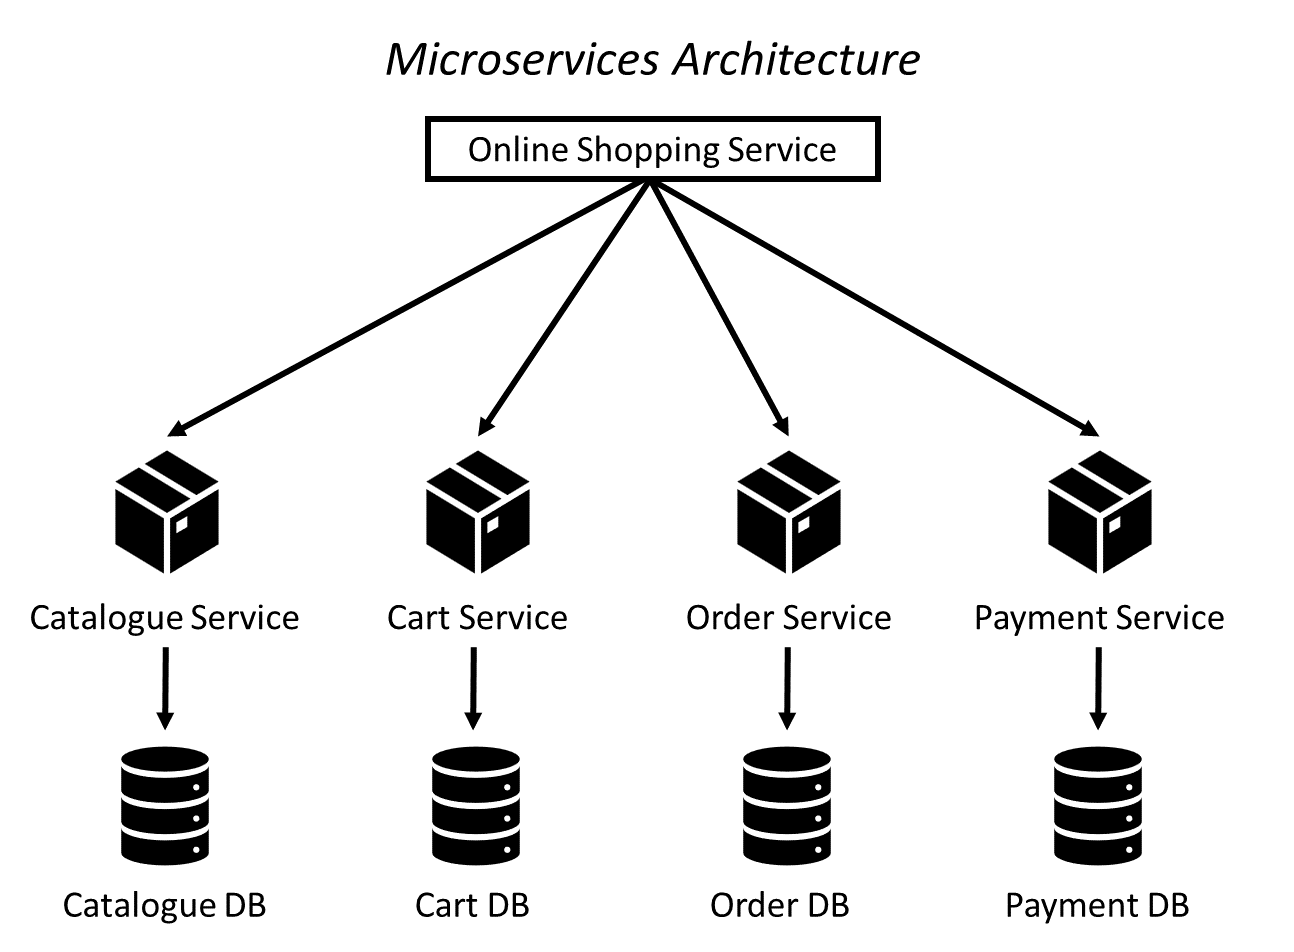 Microservices Architecture
Online Shopping Service
Catalogue Service
Cart Service
Order Service
Payment Service
Catalogue DB
Cart DB
Order DB
Payment DB